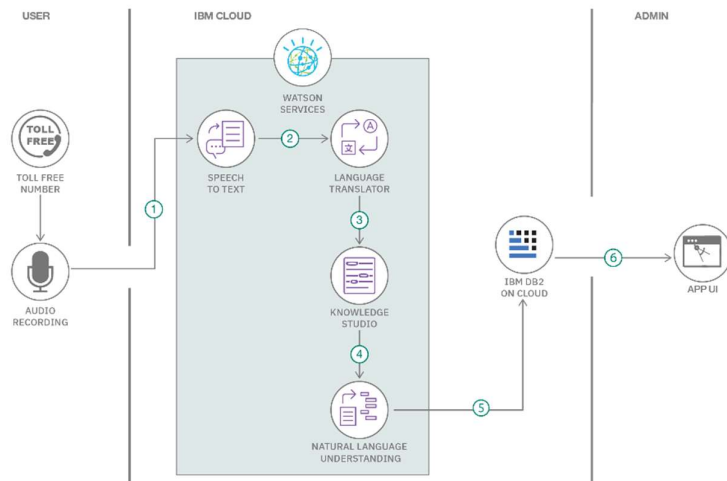 USER
IBM CLOUD
ADMIN
WATSON
SERVICES
TOLL
FREE
TOLL FREE
NUMBER
1
SPEECH
TO TEXT
2
A
文
LANGUAGE
TRANSLATOR
3
AUDIO
RECORDING
KNOWLEDGE
STUDIO
4
NATURAL LANGUAGE
UNDERSTANDING
5
IBM DB2
ON CLOUD
6
APP UI